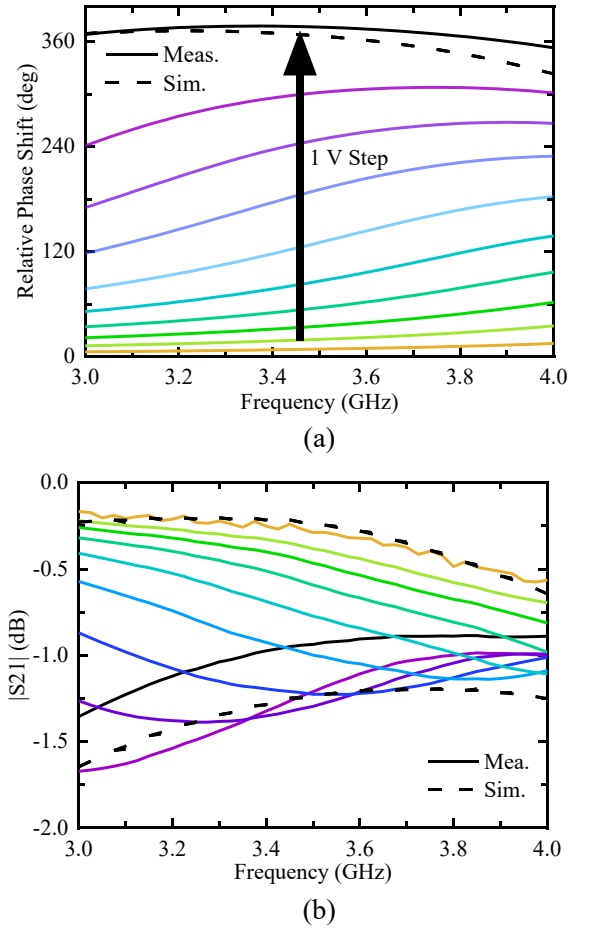 360
240
120
0
Relative Phase Shift (deg)
Meas.
Sim.
1 V Step
3.0 3.2 3.4 3.6 3.8 4.0
Frequency (GHz)
(a)
0.0
-0.5
-1.0
-1.5
-2.0
|S21| (dB)
Mea.
Sim.
3.0 3.2 3.4 3.6 3.8 4.0
Frequency (GHz)
(b)